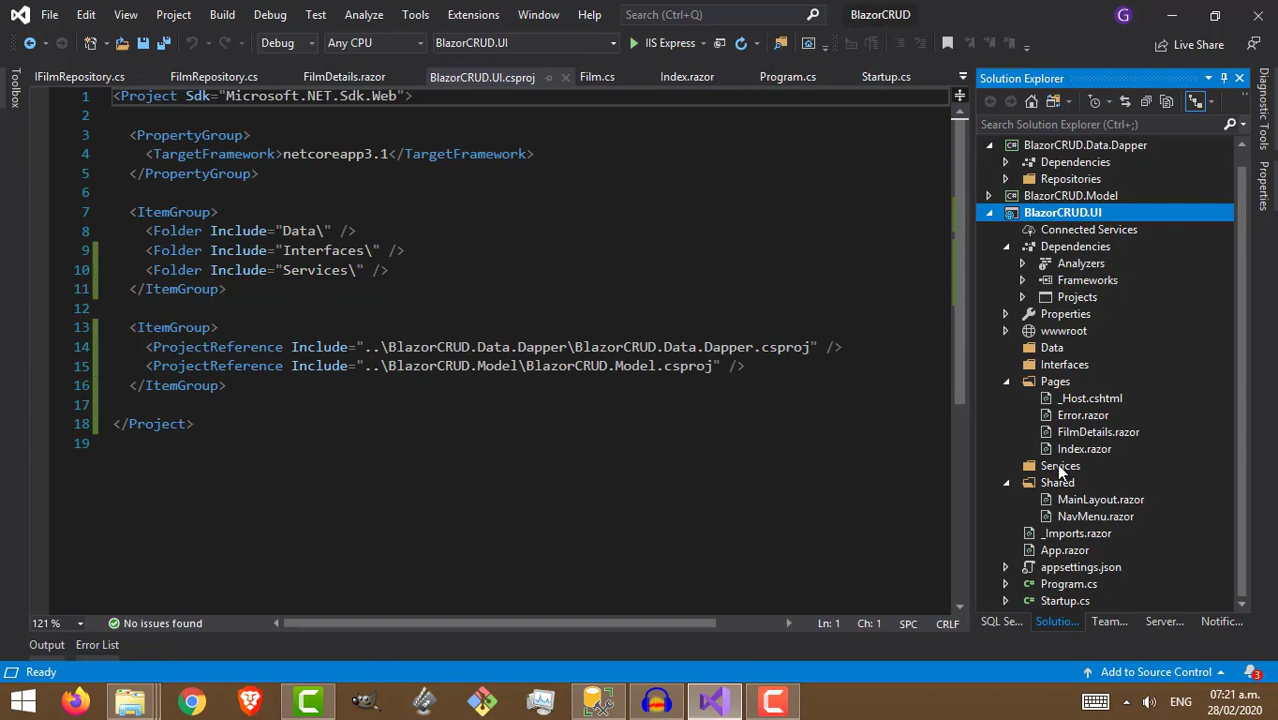 File Edit View Project Build Debug Test Analyze Tools Extensions Window Help Search (Ctrl+Q) BlazorCRUD G
Debug Any CPU BlazorCRUD.UI IIS Express Live Share
IFilmRepository.cs FilmRepository.cs FilmDetails.razor BlazorCRUD.UI.csproj Film.cs Index.razor Program.cs Startup.cs
Toolbox
1 <Project Sdk="Microsoft.NET.Sdk.Web">
2
3 <PropertyGroup>
4 <TargetFramework>netcoreapp3.1</TargetFramework>
5 </PropertyGroup>
6
7 <ItemGroup>
8 <Folder Include="Data\" />
9 <Folder Include="Interfaces\" />
10 <Folder Include="Services\" />
11 </ItemGroup>
12
13 <ItemGroup>
14 <ProjectReference Include="..\BlazorCRUD.Data.Dapper\BlazorCRUD.Data.Dapper.csproj" />
15 <ProjectReference Include="..\BlazorCRUD.Model\BlazorCRUD.Model.csproj" />
16 </ItemGroup>
17
18 </Project>
19
121 % No issues found Ln: 1 Ch: 1 SPC CRLF
Solution Explorer
Search Solution Explorer (Ctrl+;)
BlazorCRUD.Data.Dapper
Dependencies
Repositories
BlazorCRUD.Model
BlazorCRUD.UI
Connected Services
Dependencies
Analyzers
Frameworks
Projects
Properties
wwwroot
Data
Interfaces
Pages
_Host.cshtml
Error.razor
FilmDetails.razor
Index.razor
Services
Shared
MainLayout.razor
NavMenu.razor
_Imports.razor
App.razor
appsettings.json
Program.cs
Startup.cs
SQL Se... Solutio... Team... Server... Notific...
Diagnostic Tools
Properties
Output Error List
Ready Add to Source Control 3
ENG 07:21 a.m.
28/02/2020